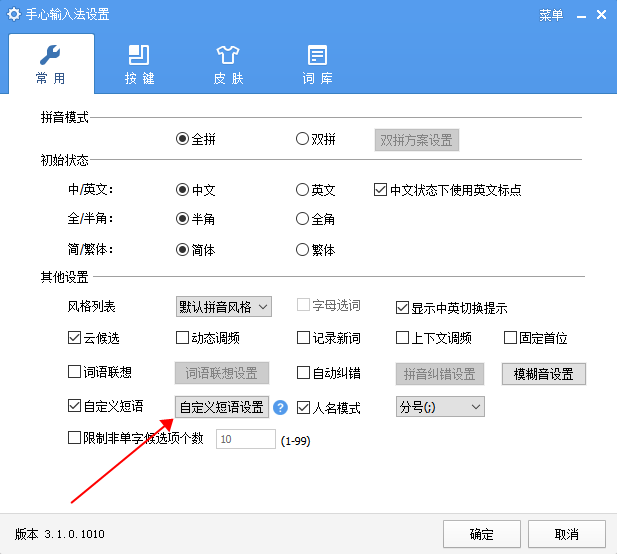 手心输入法设置 菜单
常用 按键 皮肤 词库
拼音模式
全拼 双拼 双拼方案设置
初始状态
中/英文： 中文 英文 中文状态下使用英文标点
全/半角： 半角 全角
简/繁体： 简体 繁体
其他设置
风格列表 默认拼音风格 字母选词 显示中英切换提示
云候选 动态调频 记录新词 上下文调频 固定首位
词语联想 词语联想设置 自动纠错 拼音纠错设置 模糊音设置
自定义短语 自定义短语设置 ? 人名模式 分号(;)
限制非单字候选项个数 10 (1-99)
版本 3.1.0.1010 确定 取消